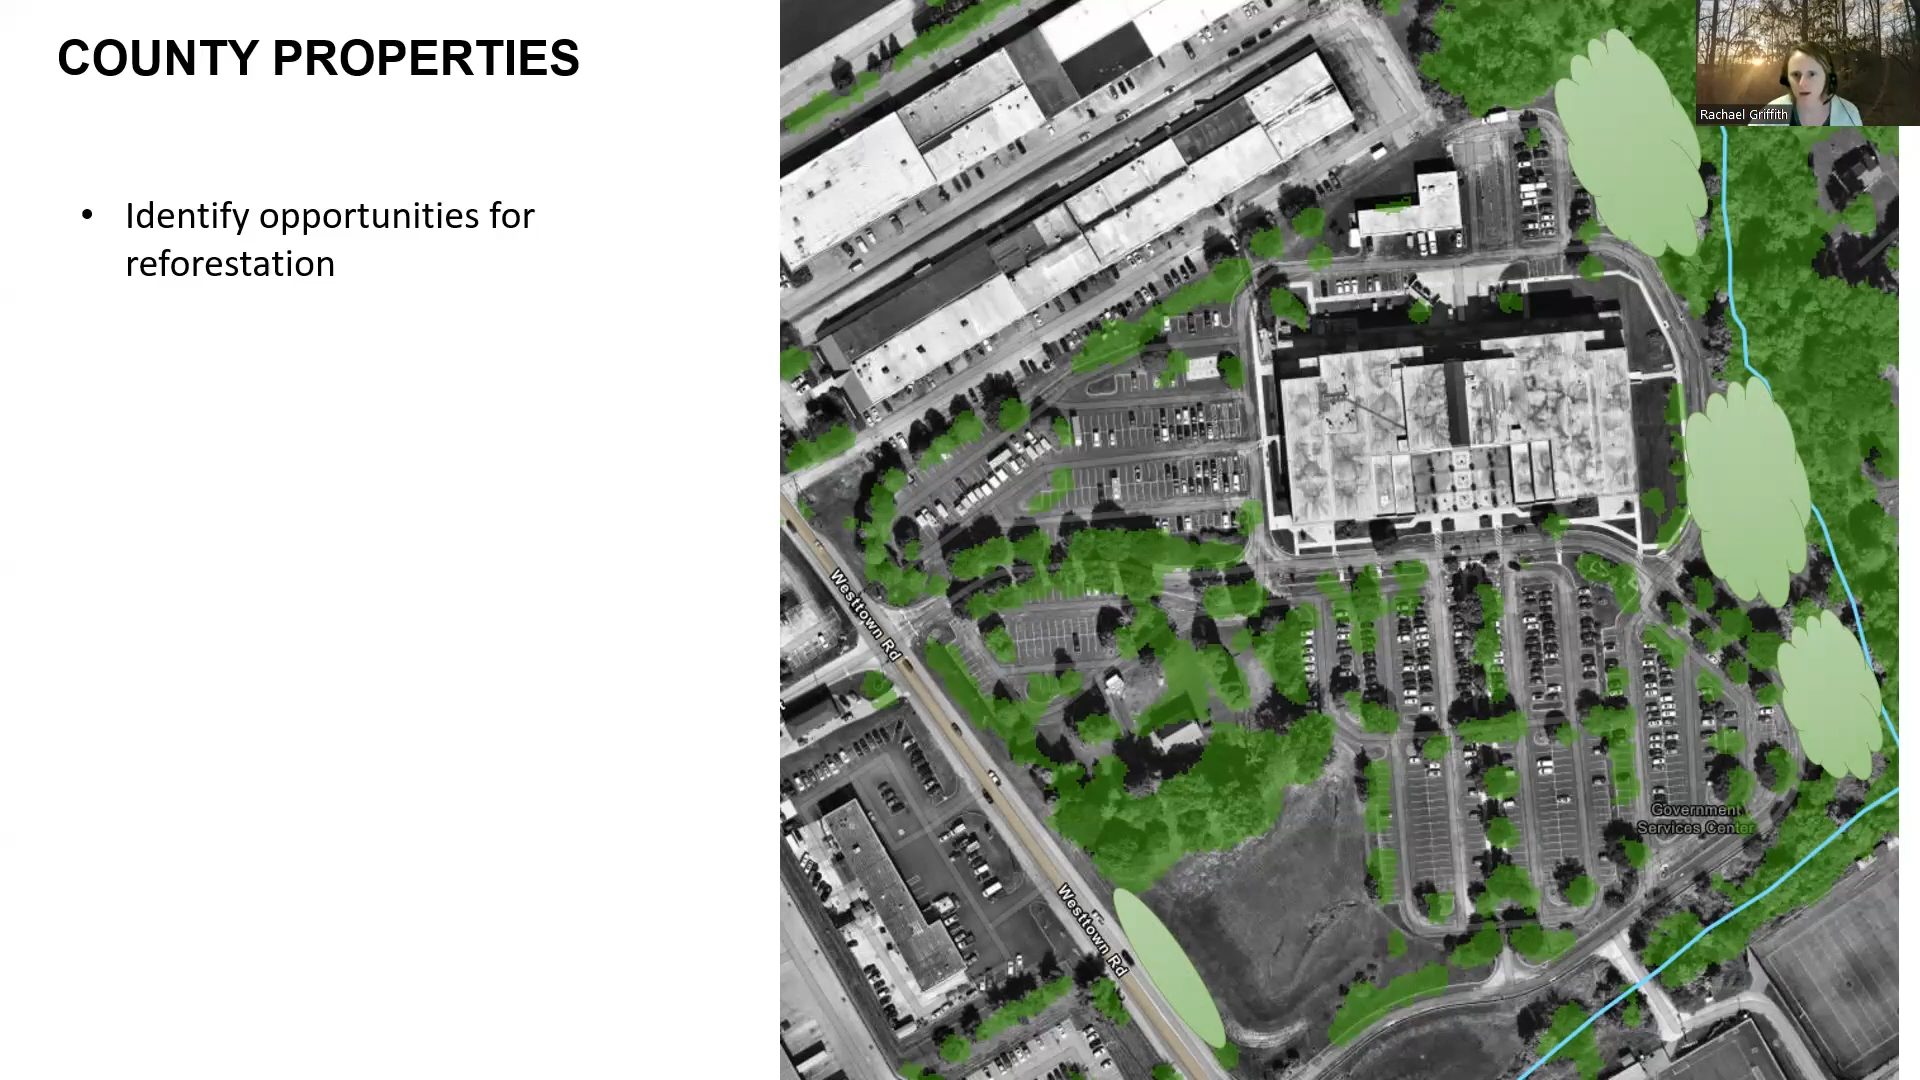 COUNTY PROPERTIES
• Identify opportunities for
reforestation
Rachael Griffith
Westtown Rd
Government
Services Center
Westtown Rd